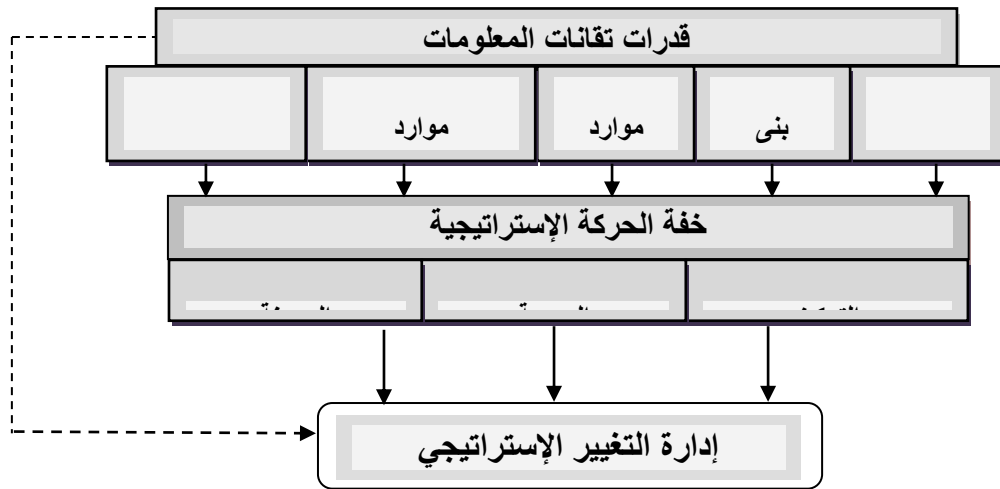 قدرات تقانات المعلومات
بنى موارد موارد
خفة الحركة الإستراتيجية
إدارة التغيير الإستراتيجي